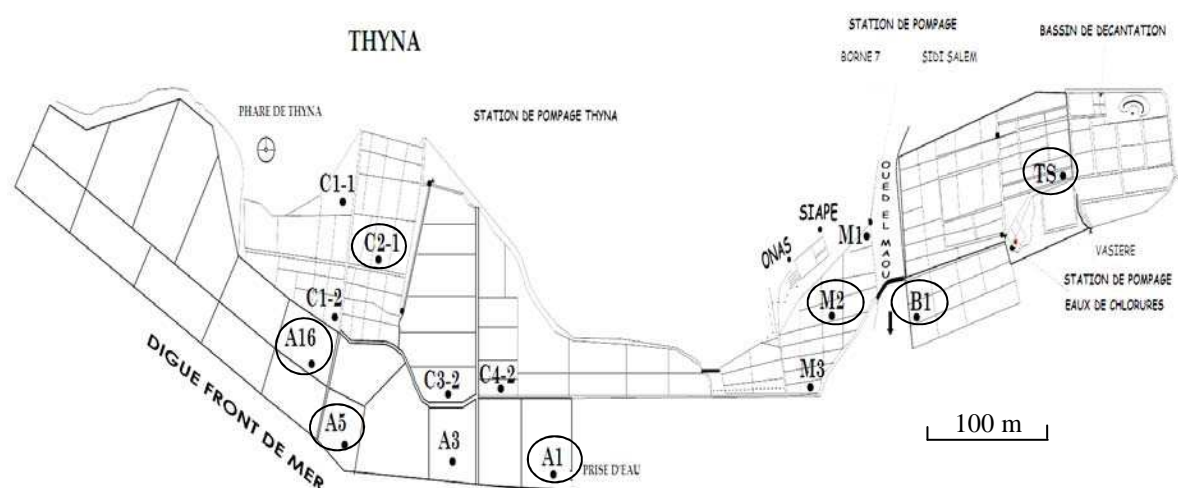 STATION DE POMPAGE
BORNE 7 SIDI SALEM
BASSIN DE DECANTATION
THYNA
PHARE DE THYNA
STATION DE POMPAGE THYNA
C1-1
TS
C2-1
SIAPE
M1
ONAS
OUED EL MAOU
VASIERE
STATION DE POMPAGE
EAUX DE CHLORURES
C1-2
M2
B1
A16
DIGUE FRONT DE MER
C3-2
C4-2
M3
A5
A3
A1
PRISE D'EAU
100 m